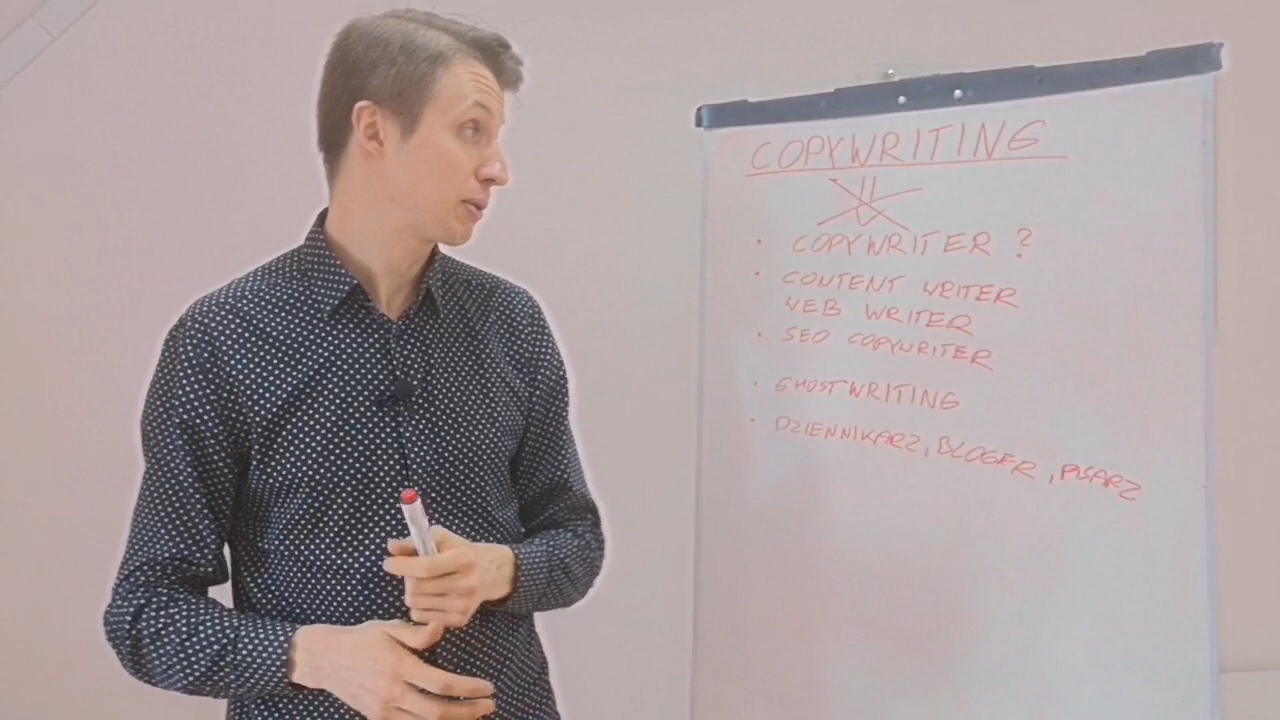 COPYWRITING
• COPYWRITER ?
• CONTENT WRITER
WEB WRITER
• SEO COPYWRITER
• GHOSTWRITING
• DZIENNIKARZ, BLOGER, PISARZ